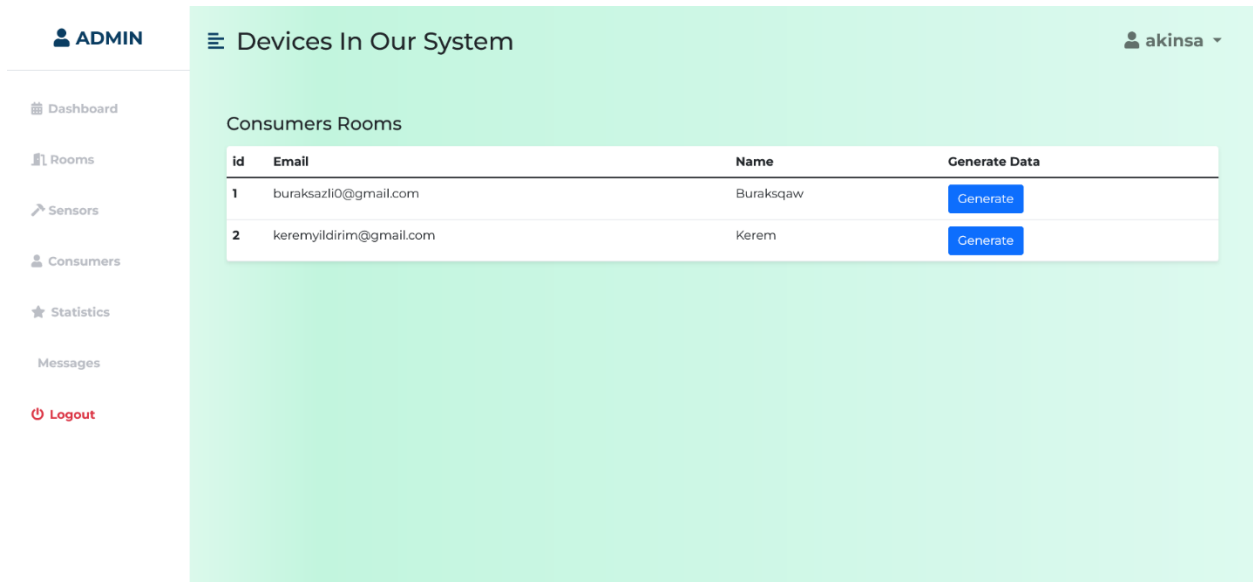 ADMIN
Devices In Our System
akinsa
Dashboard
Rooms
Sensors
Consumers
Statistics
Messages
Logout
Consumers Rooms
id Email Name Generate Data
1 buraksazli0@gmail.com Buraksqaw Generate
2 keremyildirim@gmail.com Kerem Generate